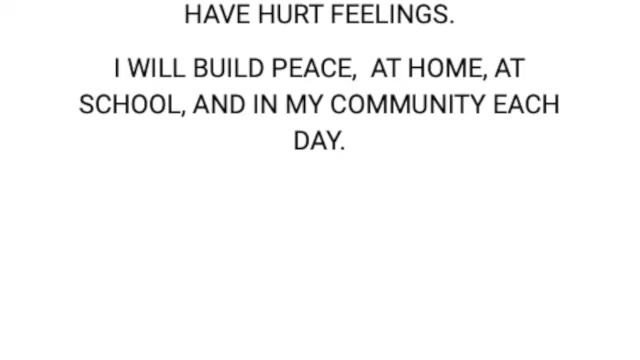 HAVE HURT FEELINGS.
I WILL BUILD PEACE,  AT HOME, AT
SCHOOL, AND IN MY COMMUNITY EACH
DAY.